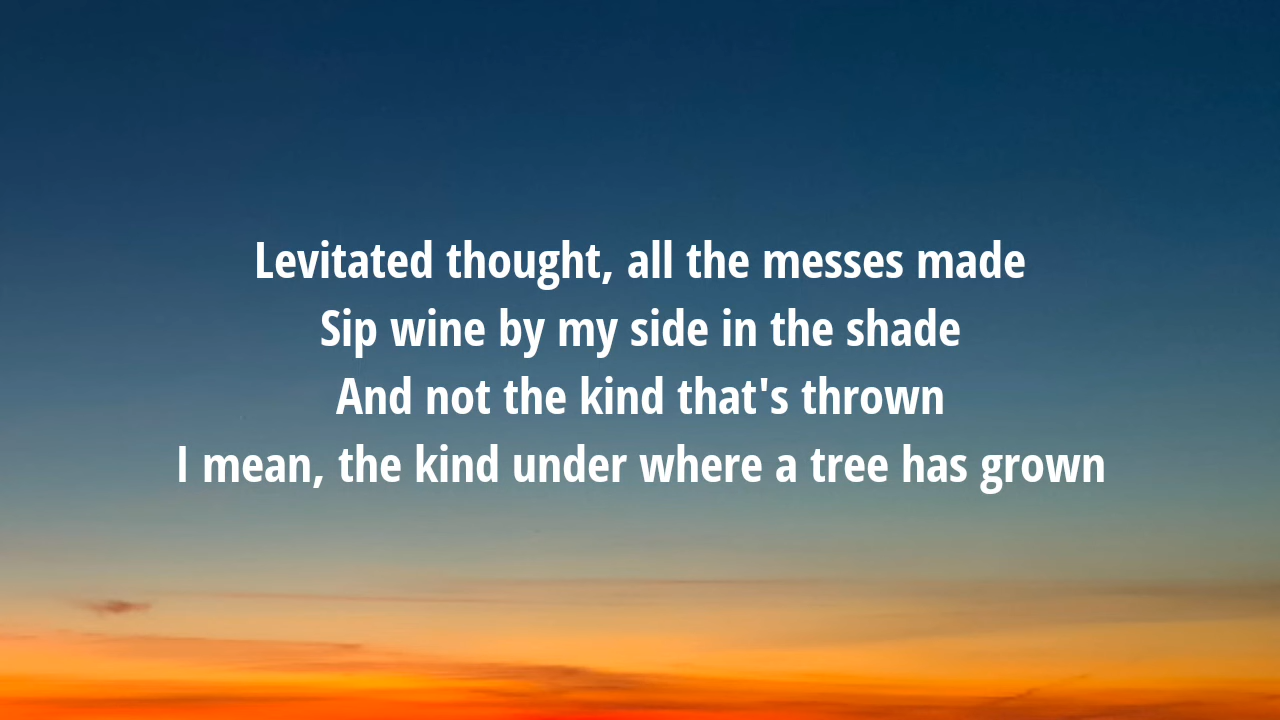 Levitated thought, all the messes made
Sip wine by my side in the shade
And not the kind that's thrown
I mean, the kind under where a tree has grown